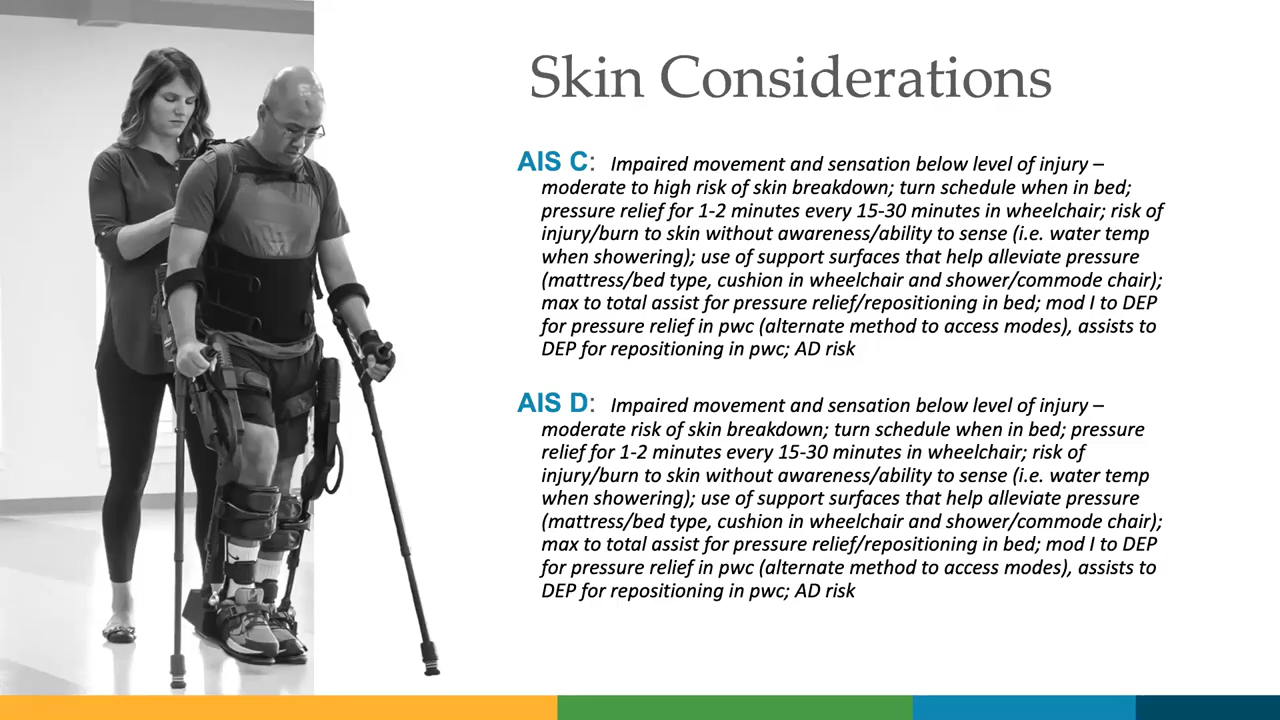 Skin Considerations
AIS C: Impaired movement and sensation below level of injury –
moderate to high risk of skin breakdown; turn schedule when in bed;
pressure relief for 1-2 minutes every 15-30 minutes in wheelchair; risk of
injury/burn to skin without awareness/ability to sense (i.e. water temp
when showering); use of support surfaces that help alleviate pressure
(mattress/bed type, cushion in wheelchair and shower/commode chair);
max to total assist for pressure relief/repositioning in bed; mod I to DEP
for pressure relief in pwc (alternate method to access modes), assists to
DEP for repositioning in pwc; AD risk
AIS D: Impaired movement and sensation below level of injury –
moderate risk of skin breakdown; turn schedule when in bed; pressure
relief for 1-2 minutes every 15-30 minutes in wheelchair; risk of
injury/burn to skin without awareness/ability to sense (i.e. water temp
when showering); use of support surfaces that help alleviate pressure
(mattress/bed type, cushion in wheelchair and shower/commode chair);
max to total assist for pressure relief/repositioning in bed; mod I to DEP
for pressure relief in pwc (alternate method to access modes), assists to
DEP for repositioning in pwc; AD risk